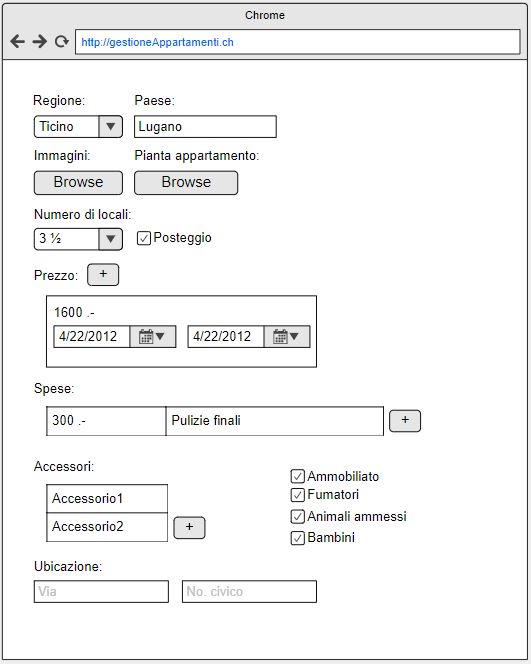 Chrome
http://gestioneAppartamenti.ch
Regione: Paese:
Ticino Lugano
Immagini: Pianta appartamento:
Browse Browse
Numero di locali:
3 ½ Posteggio
Prezzo: +
1600 .-
4/22/2012 4/22/2012
Spese:
300 .- Pulizie finali +
Accessori:
Ammobiliato
Accessorio1 Fumatori
Animali ammessi
Accessorio2 +
Bambini
Ubicazione:
Via No. civico